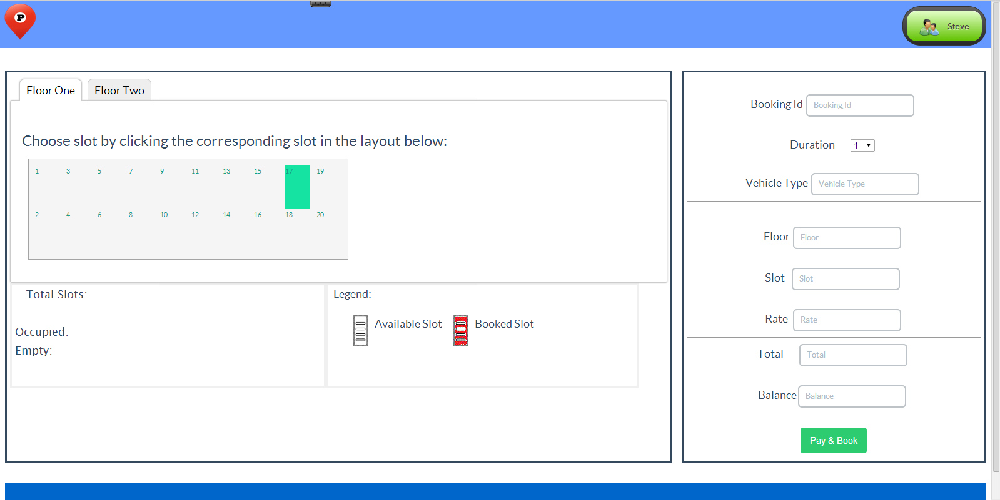 P
Steve
Floor One Floor Two
Choose slot by clicking the corresponding slot in the layout below:
1 3 5 7 9 11 13 15 17 19
2 4 6 8 10 12 14 16 18 20
Total Slots:
Occupied:
Empty:
Legend:
Available Slot Booked Slot
Booking Id Booking Id
Duration 1
Vehicle Type Vehicle Type
Floor Floor
Slot Slot
Rate Rate
Total Total
Balance Balance
Pay & Book